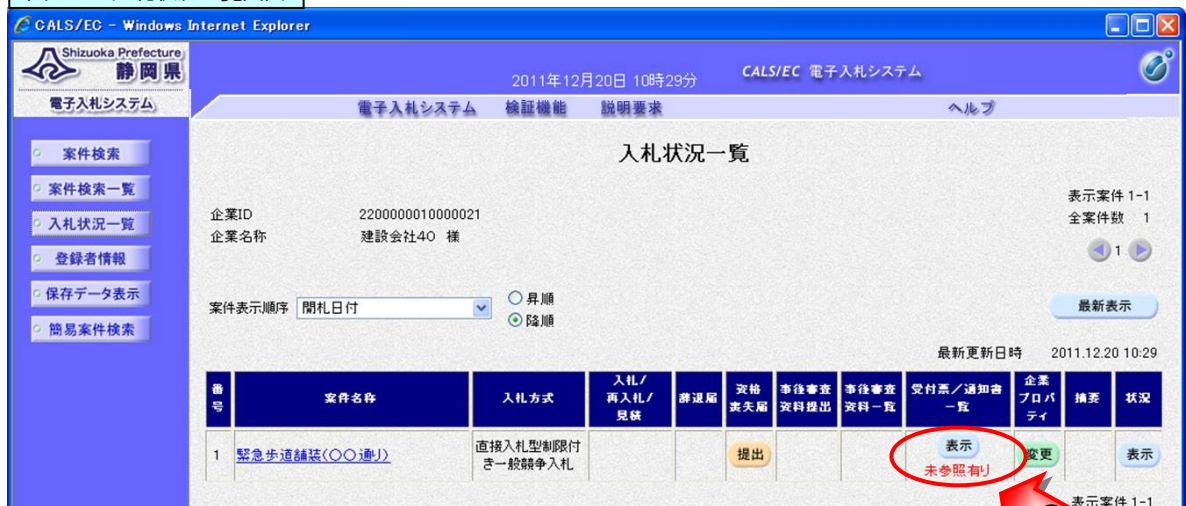 CALS/EC - Windows Internet Explorer
Shizuoka Prefecture
静岡県
2011年12月20日 10時29分
CALS/EC 電子入札システム
電子入札システム
電子入札システム 検証機能 説明要求 ヘルプ
案件検索
案件検索一覧
入札状況一覧
登録者情報
保存データ表示
簡易案件検索
入札状況一覧
表示案件 1-1
全案件数 1
1
企業ID 2200000010000021
企業名称 建設会社40 様
案件表示順序 開札日付
昇順
降順
最新表示
最新更新日時 2011.12.20 10:29
番号 案件名称 入札方式 入札/再入札/見積 辞退届 資格喪失届 事後審査資料提出 事後審査資料一覧 受付票/通知書一覧 企業プロパティ 摘要 状況
1 緊急歩道舗装(〇〇通り) 直接入札型制限付き一般競争入札 提出 表示 未参照有り 変更 表示
表示案件 1-1